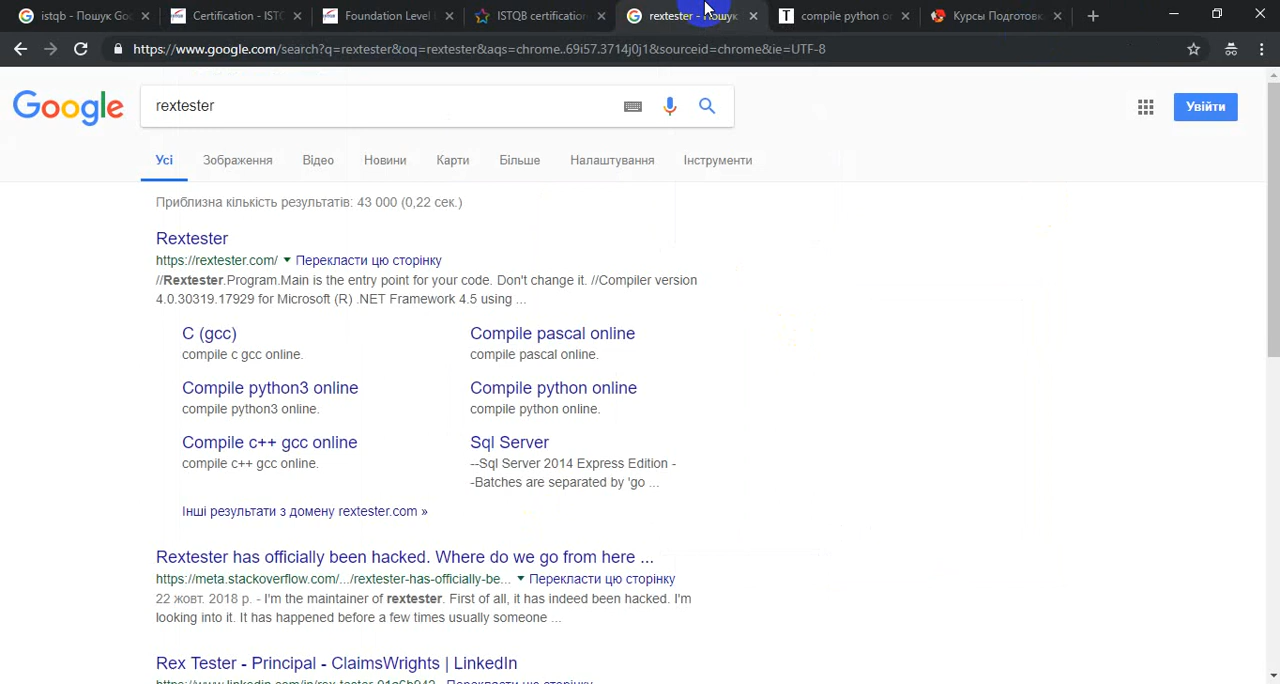 istqb - Пошук Goo
Certification - ISTQ
Foundation Level
ISTQB certification
rextester - Пошук
compile python on
Курсы Подготовк
https://www.google.com/search?q=rextester&oq=rextester&aqs=chrome..69i57.3714j0j1&sourceid=chrome&ie=UTF-8
Google
rextester
Увійти
Усі Зображення Відео Новини Карти Більше Налаштування Інструменти
Приблизна кількість результатів: 43 000 (0,22 сек.)
Rextester
https://rextester.com/ Перекласти цю сторінку
//Rextester.Program.Main is the entry point for your code. Don't change it. //Compiler version
4.0.30319.17929 for Microsoft (R) .NET Framework 4.5 using ...
C (gcc)
compile c gcc online.
Compile pascal online
compile pascal online.
Compile python3 online
compile python3 online.
Compile python online
compile python online.
Compile c++ gcc online
compile c++ gcc online.
Sql Server
--Sql Server 2014 Express Edition -
-Batches are separated by 'go ...
Інші результати з домену rextester.com »
Rextester has officially been hacked. Where do we go from here ...
https://meta.stackoverflow.com/.../rextester-has-officially-be... Перекласти цю сторінку
22 жовт. 2018 р. - I'm the maintainer of rextester. First of all, it has indeed been hacked. I'm
looking into it. It has happened before a few times usually someone ...
Rex Tester - Principal - ClaimsWrights | LinkedIn